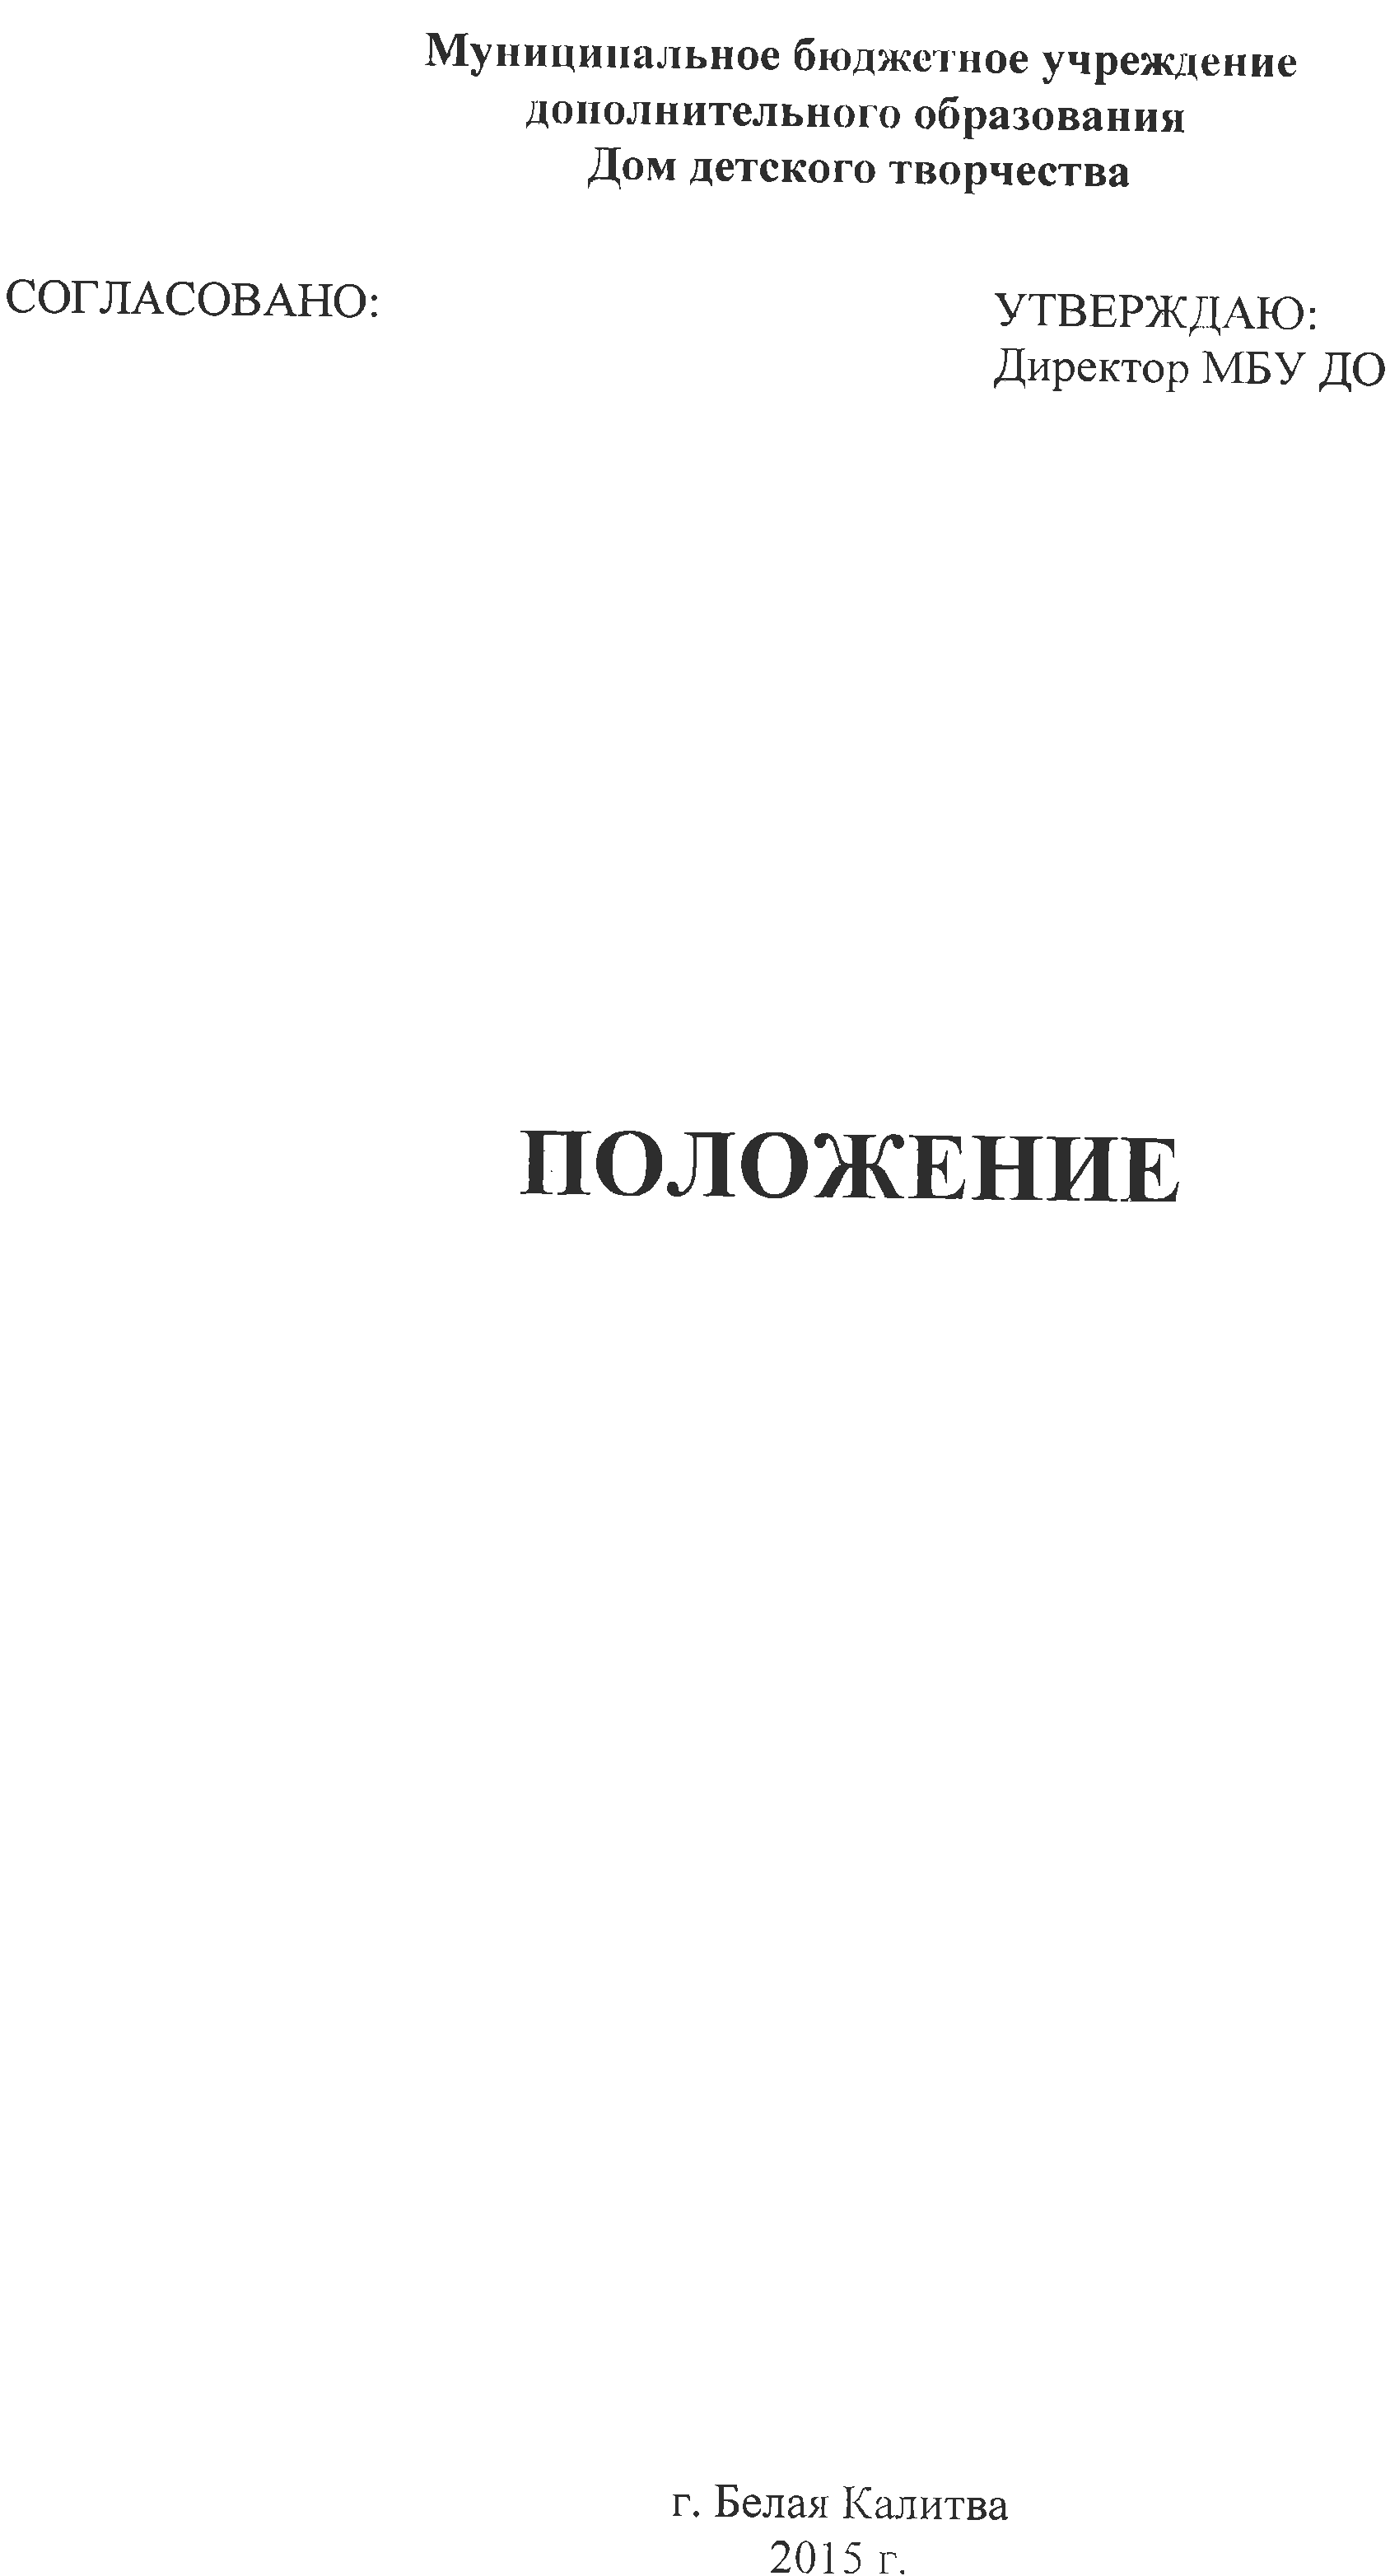 Муниципальное бюджетное учреждение
дополнительного образования
Дом детского творчества
СОГЛАСОВАНО:
УТВЕРЖДАЮ:
Директор МБУ ДО
ПОЛОЖЕНИЕ
г. Белая Калитва
2015 г.